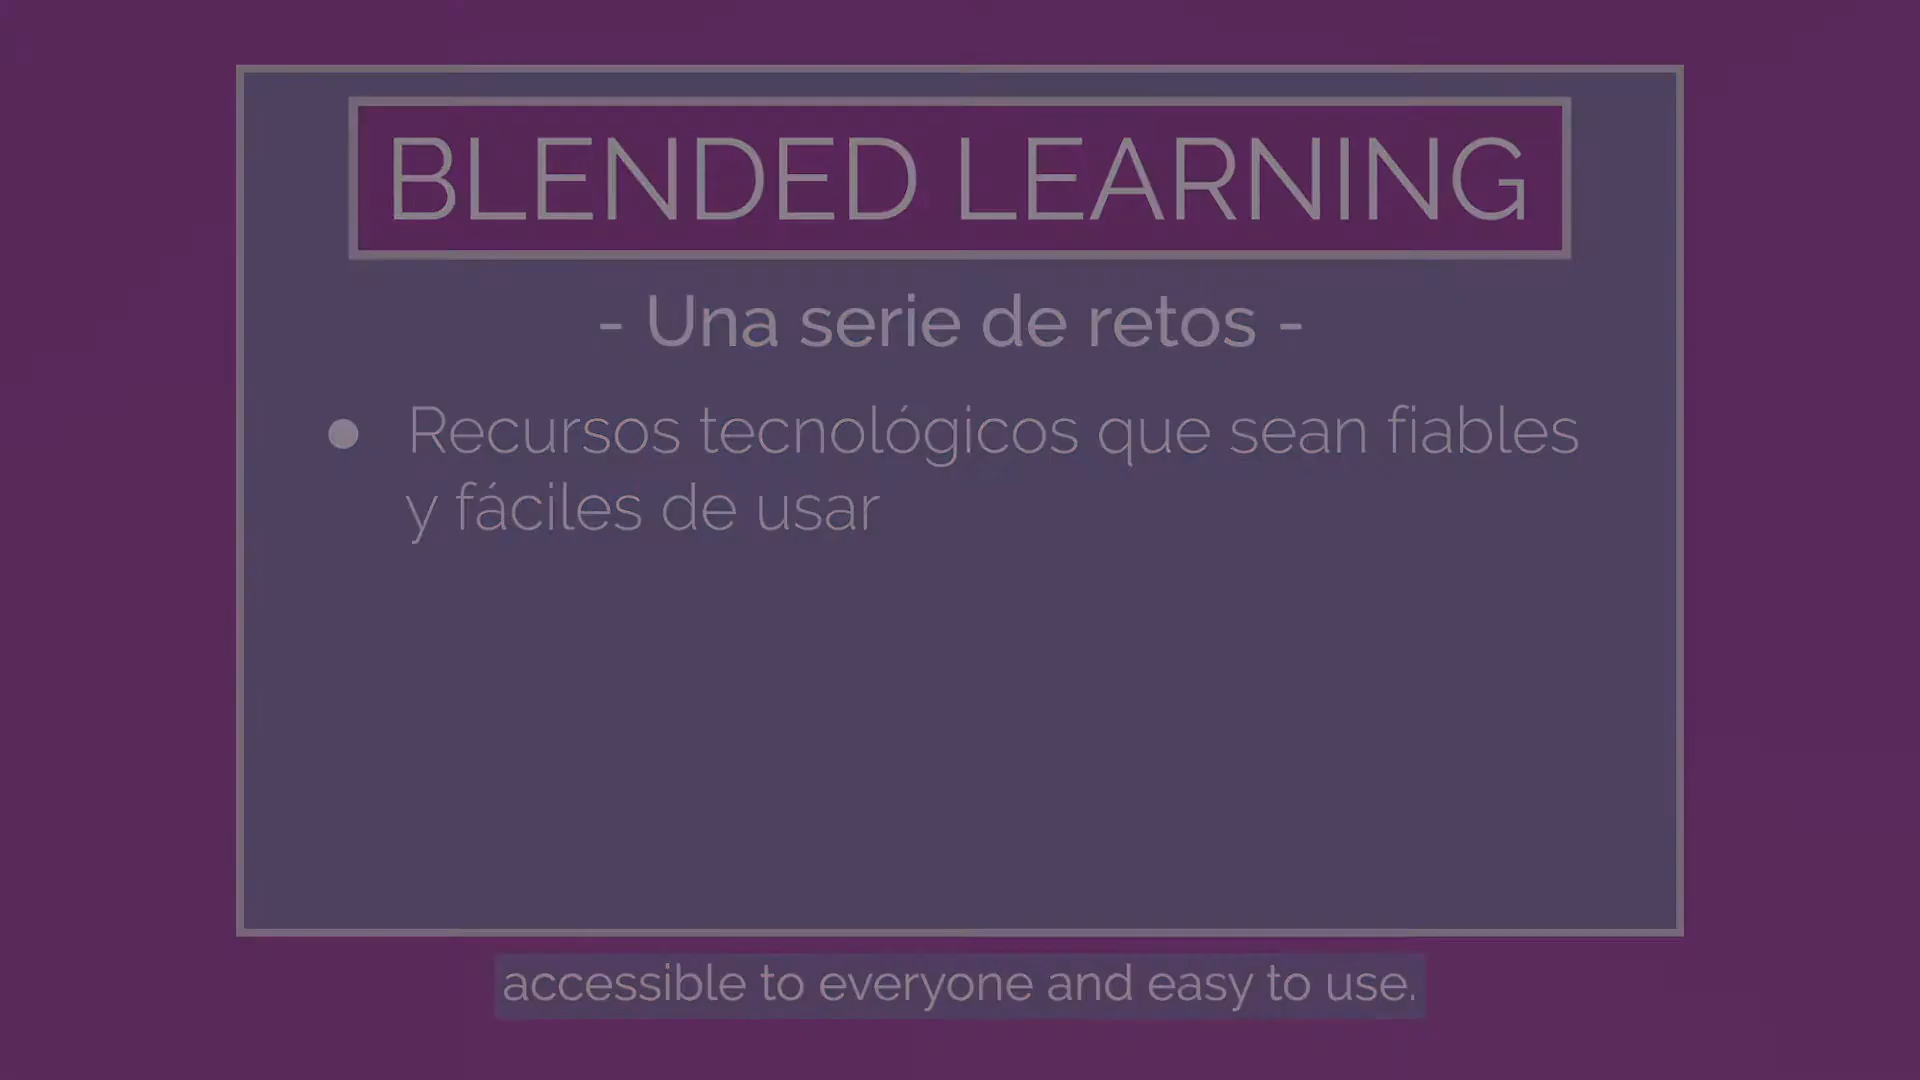 BLENDED LEARNING
- Una serie de retos -
● Recursos tecnológicos que sean fiables
y fáciles de usar
accessible to everyone and easy to use.